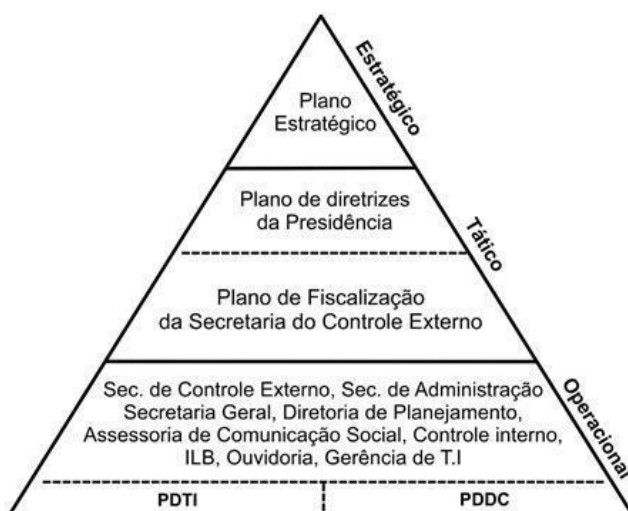 Plano
Estratégico
Estratégico
Plano de diretrizes
da Presidência
Tático
Plano de Fiscalização
da Secretaria do Controle Externo
Sec. de Controle Externo, Sec. de Administração
Secretaria Geral, Diretoria de Planejamento,
Assessoria de Comunicação Social, Controle interno,
ILB, Ouvidoria, Gerência de T.I
Operacional
PDTI
PDDC